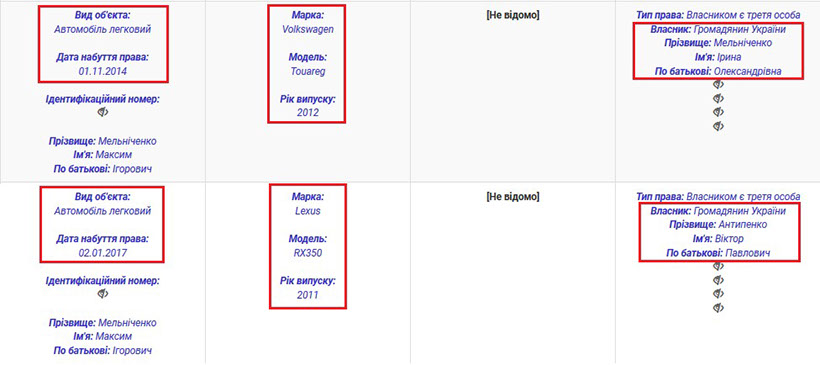 Вид об'єкта:
Автомобіль легковий
Дата набуття права:
01.11.2014
Ідентифікаційний номер:
Прізвище: Мельніченко
Ім'я: Максим
По батькові: Ігорович
Марка:
Volkswagen
Модель:
Touareg
Рік випуску:
2012
[Не відомо]
Тип права: Власником є третя особа
Власник: Громадянин України
Прізвище: Мельніченко
Ім'я: Ірина
По батькові: Олександрівна
Вид об'єкта:
Автомобіль легковий
Дата набуття права:
02.01.2017
Ідентифікаційний номер:
Прізвище: Мельніченко
Ім'я: Максим
По батькові: Ігорович
Марка:
Lexus
Модель:
RX350
Рік випуску:
2011
[Не відомо]
Тип права: Власником є третя особа
Власник: Громадянин України
Прізвище: Антипенко
Ім'я: Віктор
По батькові: Павлович